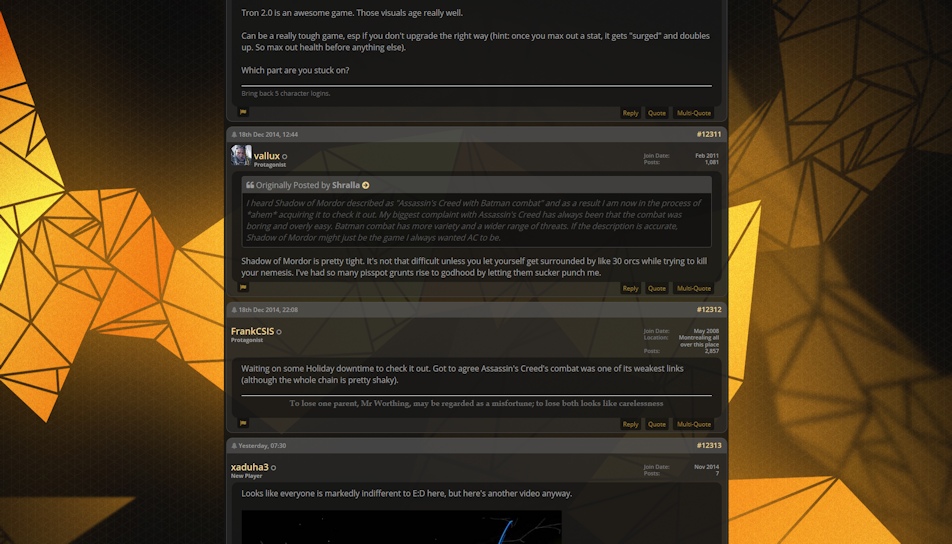 Tron 2.0 is an awesome game. Those visuals age really well.
Can be a really tough game, esp if you don't upgrade the right way (hint: once you max out a stat, it gets "surged" and doubles
up. So max out health before anything else).
Which part are you stuck on?
Bring back 5 character logins.
Reply Quote Multi-Quote
18th Dec 2014, 12:44 #12311
vallux
Protagonist
Join Date: Feb 2011
Posts: 1,081
Originally Posted by Shralla
I heard Shadow of Mordor described as "Assassin's Creed with Batman combat" and as a result I am now in the process of
*ahem* acquiring it to check it out. My biggest complaint with Assassin's Creed has always been that the combat was
boring and overly easy. Batman combat has more variety and a wider range of threats. If the description is accurate,
Shadow of Mordor might just be the game I always wanted AC to be.
Shadow of Mordor is pretty tight. It's not that difficult unless you let yourself get surrounded by like 30 orcs while trying to kill
your nemesis. I've had so many pisspot grunts rise to godhood by letting them sucker punch me.
Reply Quote Multi-Quote
18th Dec 2014, 22:08 #12312
FrankCSIS
Protagonist
Join Date: May 2008
Location: Montrealing all
over this place
Posts: 2,857
Waiting on some Holiday downtime to check it out. Got to agree Assassin's Creed's combat was one of its weakest links
(although the whole chain is pretty shaky).
To lose one parent, Mr Worthing, may be regarded as a misfortune; to lose both looks like carelessness
Reply Quote Multi-Quote
Yesterday, 07:30 #12313
xaduha3
New Player
Join Date: Nov 2014
Posts: 7
Looks like everyone is markedly indifferent to E:D here, but here's another video anyway.